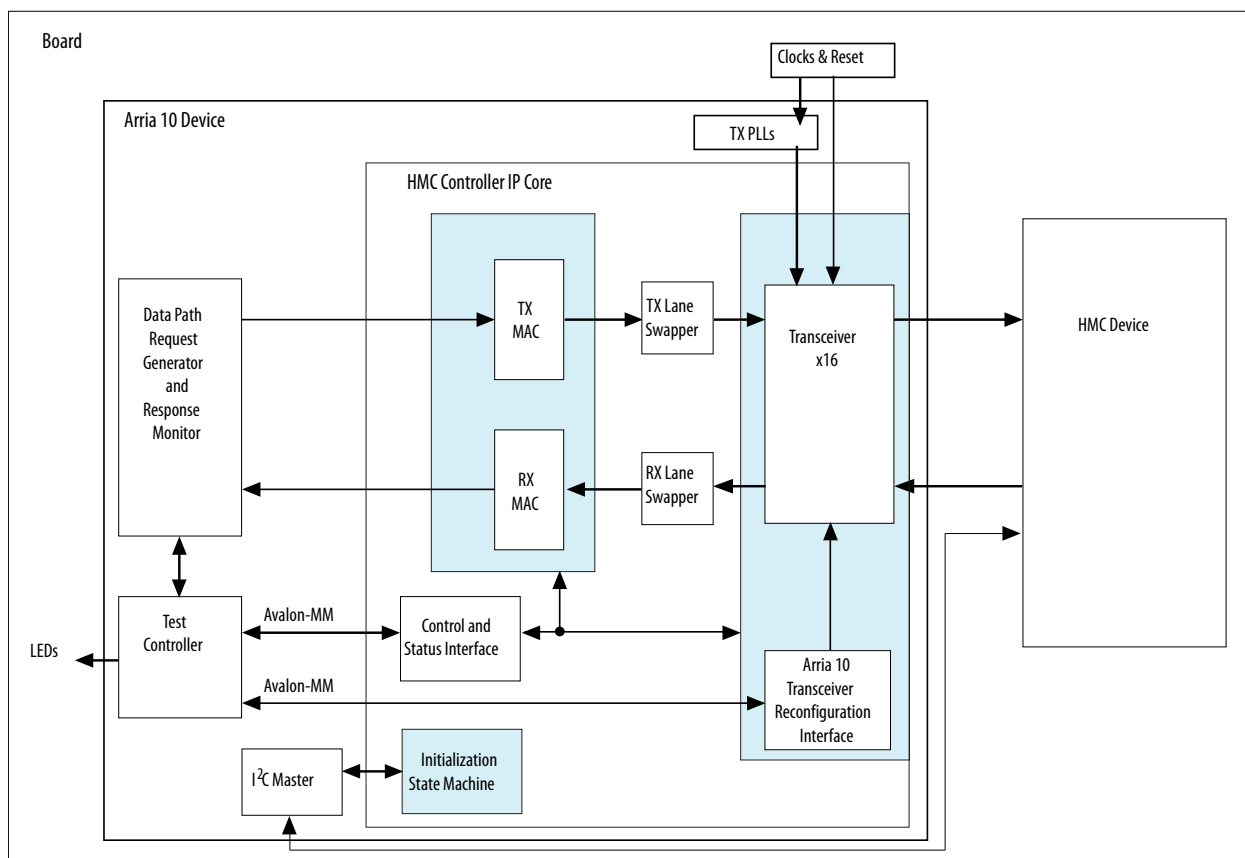 Board
Clocks & Reset
Arria 10 Device
TX PLLs
HMC Controller IP Core
Data Path
Request
Generator
and
Response
Monitor
TX
MAC
TX Lane
Swapper
Transceiver
x16
HMC Device
RX
MAC
RX Lane
Swapper
Test
Controller
Avalon-MM
Control and
Status Interface
LEDs
Avalon-MM
Arria 10
Transceiver
Reconfiguration
Interface
I²C Master
Initialization
State Machine